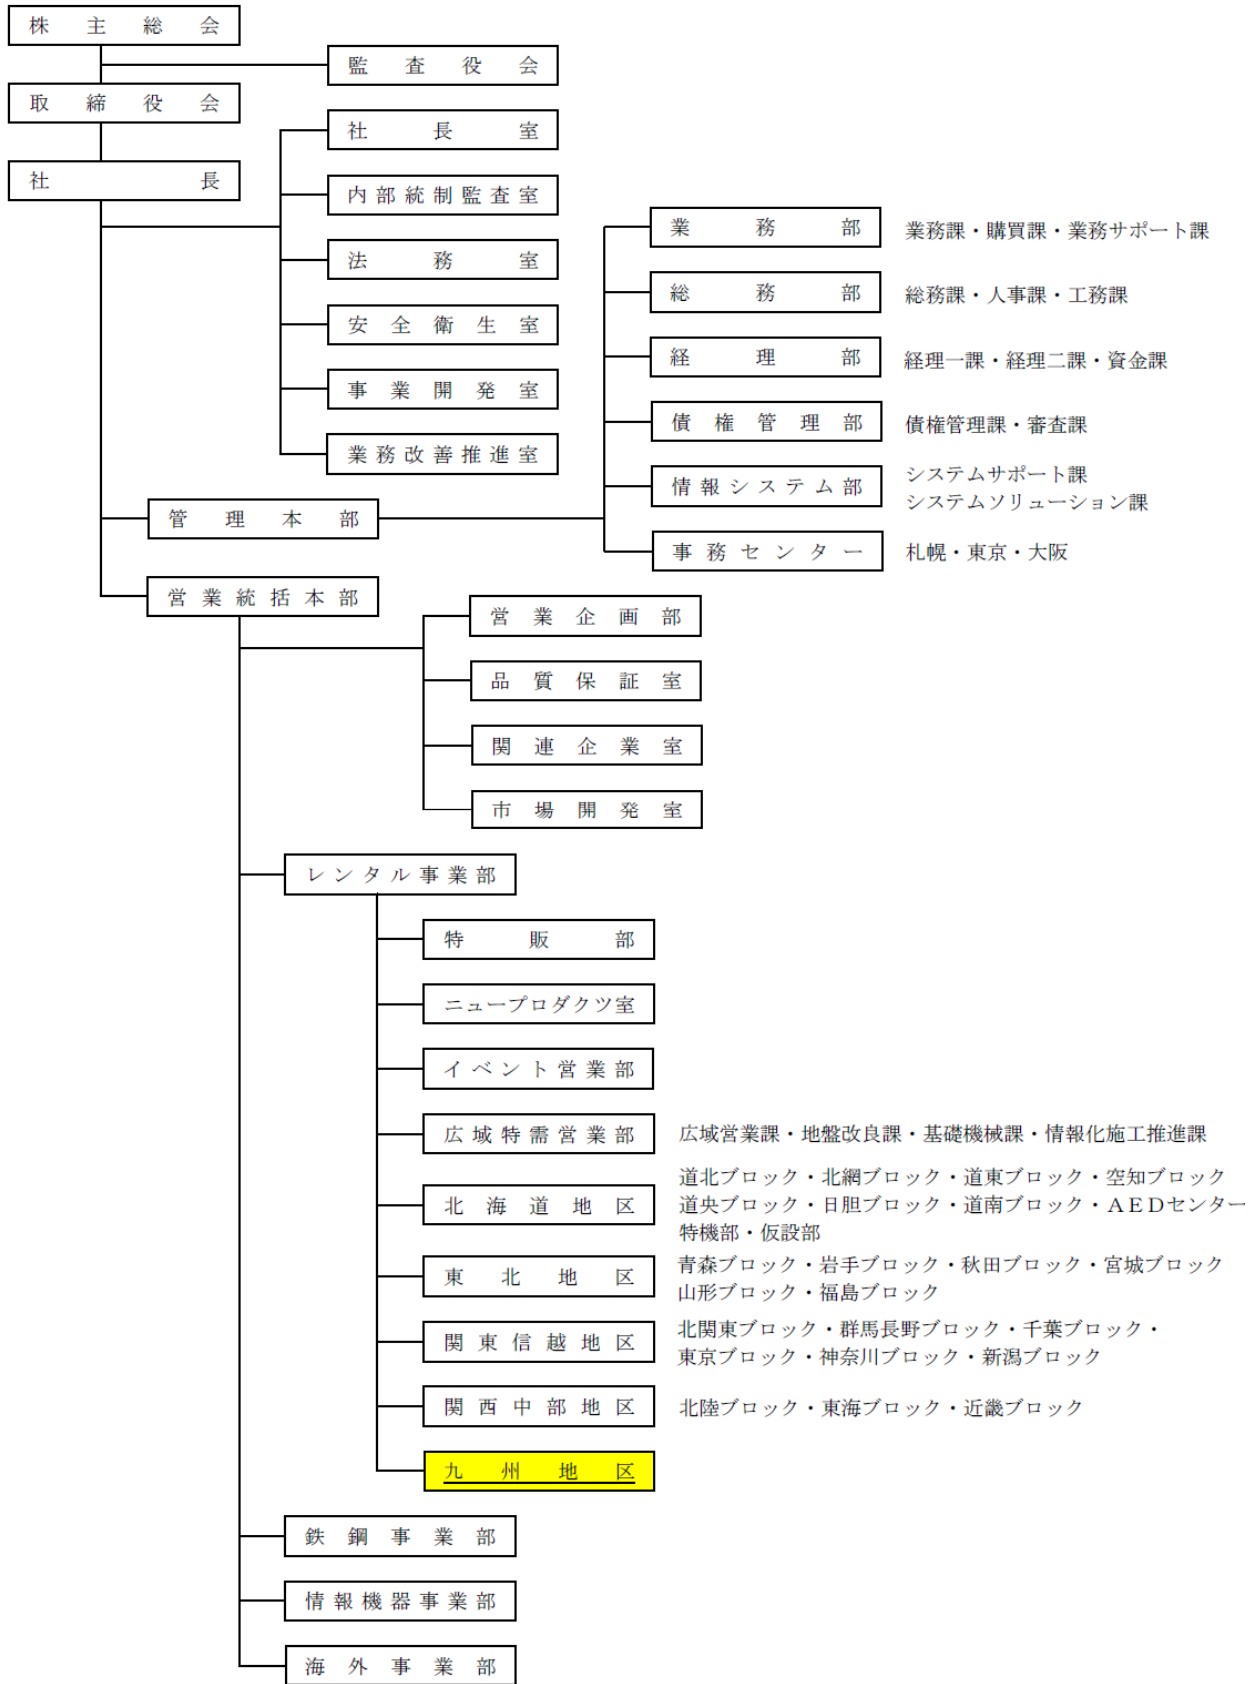 株主総会
監査役会
取締役会
社長室
社長
内部統制監査室
法務室
安全衛生室
事業開発室
業務改善推進室
業務部 業務課・購買課・業務サポート課
総務部 総務課・人事課・工務課
経理部 経理一課・経理二課・資金課
債権管理部 債権管理課・審査課
情報システム部 システムサポート課
システムソリューション課
管理本部
事務センター 札幌・東京・大阪
営業統括本部
営業企画部
品質保証室
関連企業室
市場開発室
レンタル事業部
特販部
ニュープロダクツ室
イベント営業部
広域特需営業部 広域営業課・地盤改良課・基礎機械課・情報化施工推進課
道北ブロック・北網ブロック・道東ブロック・空知ブロック
北海道地区 道央ブロック・日胆ブロック・道南ブロック・AEDセンター
特機部・仮設部
東北地区 青森ブロック・岩手ブロック・秋田ブロック・宮城ブロック
山形ブロック・福島ブロック
関東信越地区 北関東ブロック・群馬長野ブロック・千葉ブロック・
東京ブロック・神奈川ブロック・新潟ブロック
関西中部地区 北陸ブロック・東海ブロック・近畿ブロック
九州地区
鉄鋼事業部
情報機器事業部
海外事業部